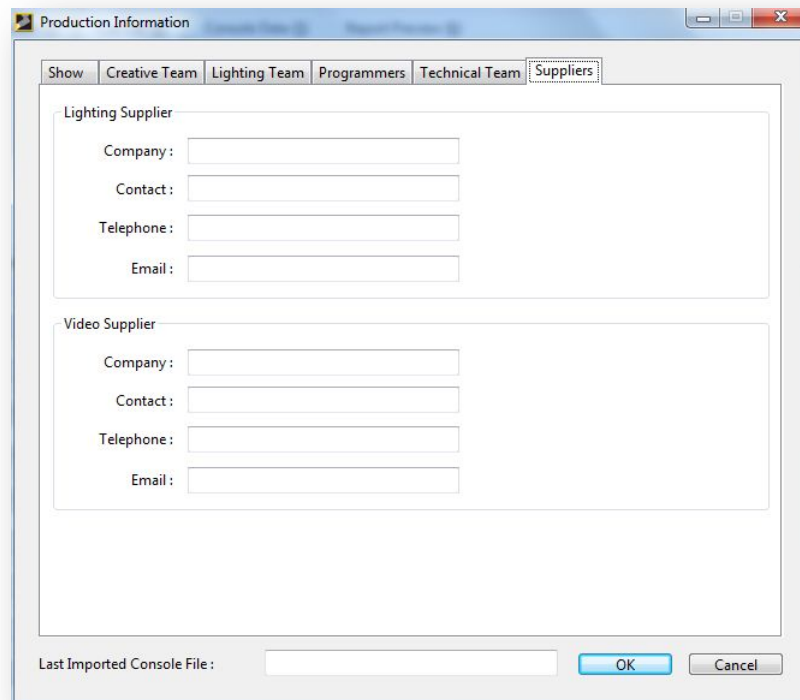 Production Information
Show Creative Team Lighting Team Programmers Technical Team Suppliers
Lighting Supplier
Company :
Contact :
Telephone :
Email :
Video Supplier
Company :
Contact :
Telephone :
Email :
Last Imported Console File : OK Cancel